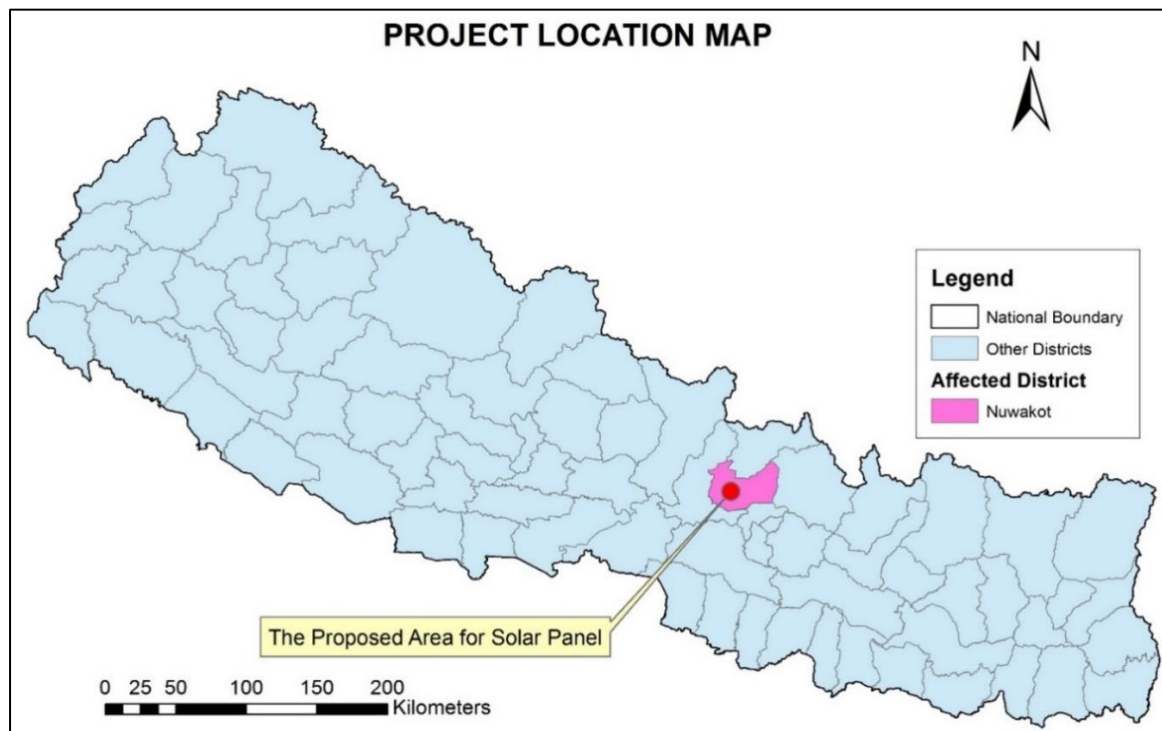 PROJECT LOCATION MAP
N
Legend
National Boundary
Other Districts
Affected District
Nuwakot
The Proposed Area for Solar Panel
0 25 50 100 150 200
Kilometers